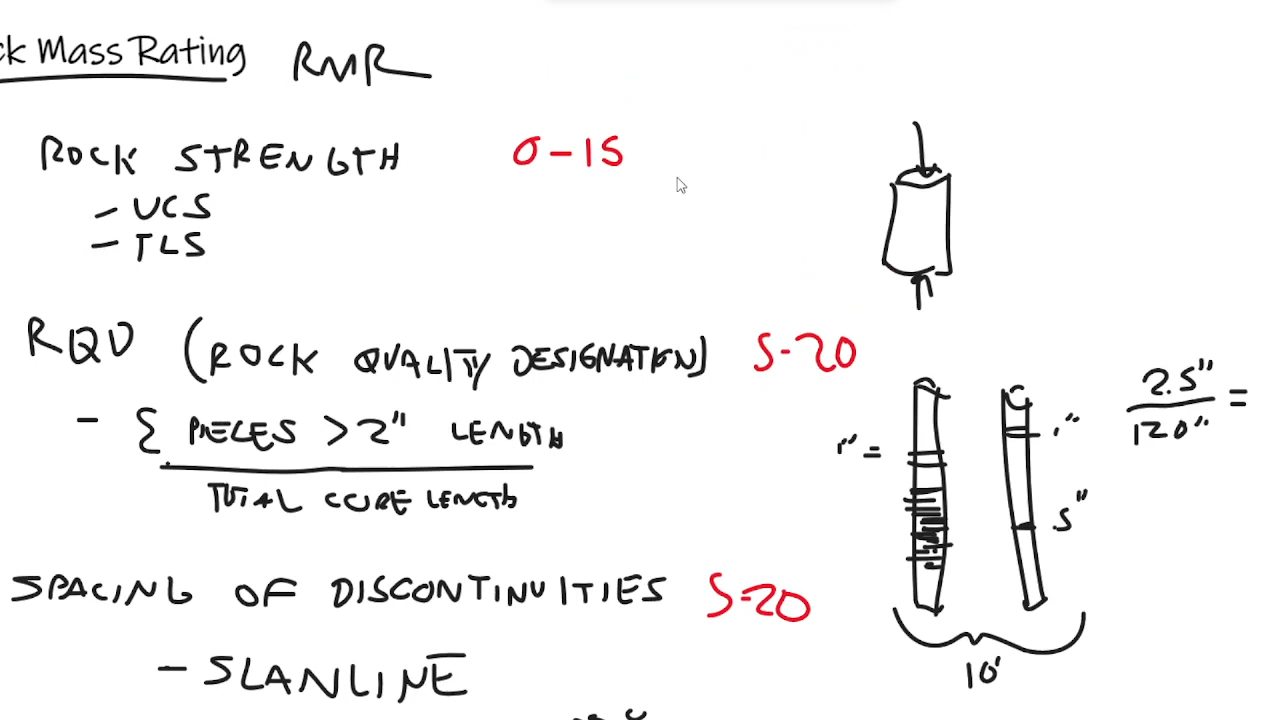 ck Mass Rating RMR
ROCK STRENGTH 0-15
- UCS
- TLS
RQD (ROCK QUALITY DESIGNATION) 5-20
- Σ PIECES > 2" LENGTH
TOTAL CORE LENGTH
1" =
1"
.5"
2.5"
120" =
10'
SPACING OF DISCONTINUITIES 5-20
- SCANLINE